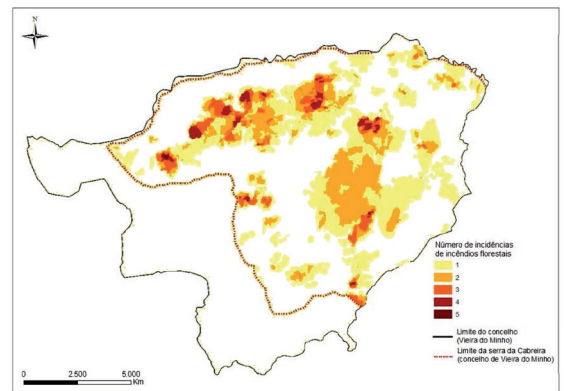 N
Número de incidências
de incêndios florestais
1
2
3
4
5
Limite do concelho
(Vieira do Minho)
Limite da serra da Cabreira
(concelho de Vieira do Minho)
0 2.500 5.000
Km